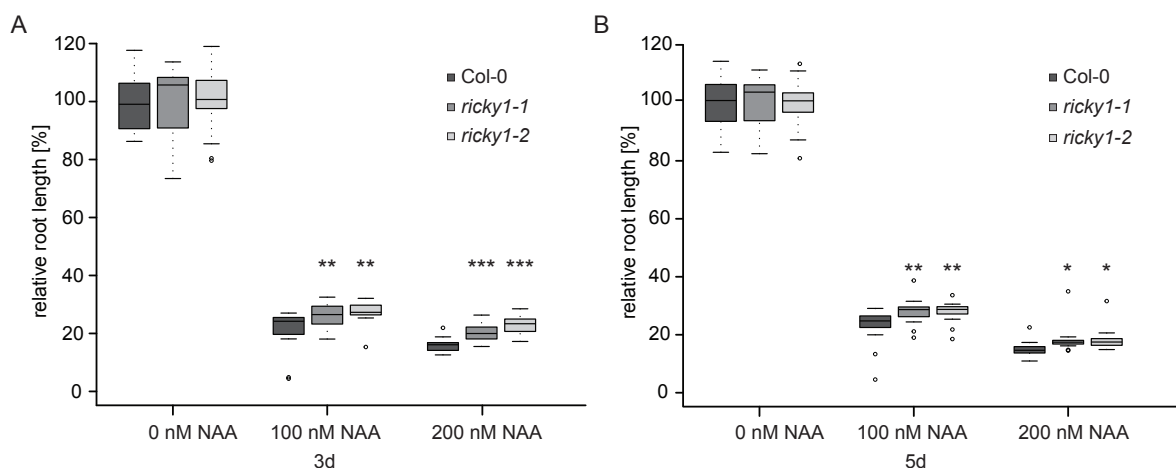 A
relative root length [%]
120
100
80
60
40
20
0
Col-0
ricky1-1
ricky1-2
** **
*** ***
0 nM NAA 100 nM NAA 200 nM NAA
3d
B
relative root length [%]
120
100
80
60
40
20
0
Col-0
ricky1-1
ricky1-2
** **
* *
0 nM NAA 100 nM NAA 200 nM NAA
5d